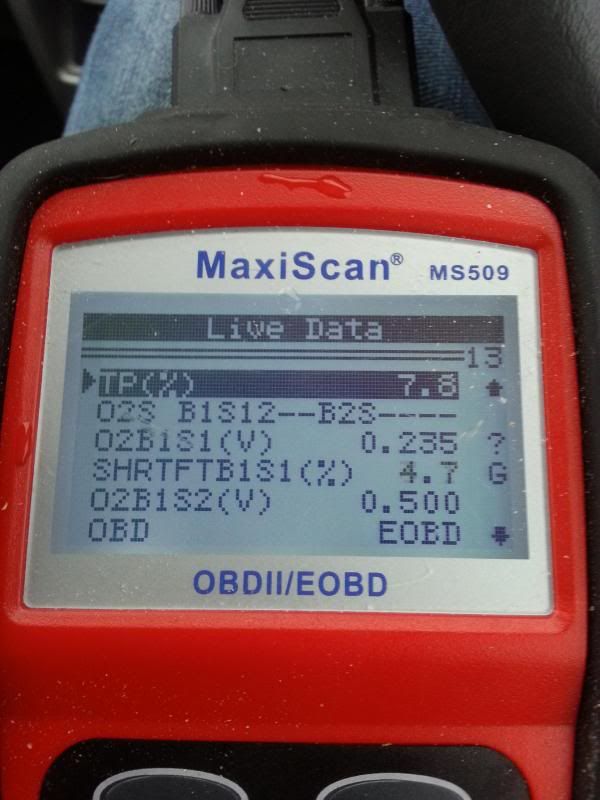 MaxiScan® MS509
Live Data
13
TP(%) 7.8
O2S B1S12--B2S----
O2B1S1(V) 0.235 ?
SHRTFTB1S1(%) 4.7 G
O2B1S2(V) 0.500
OBD EOBD
OBDII/EOBD